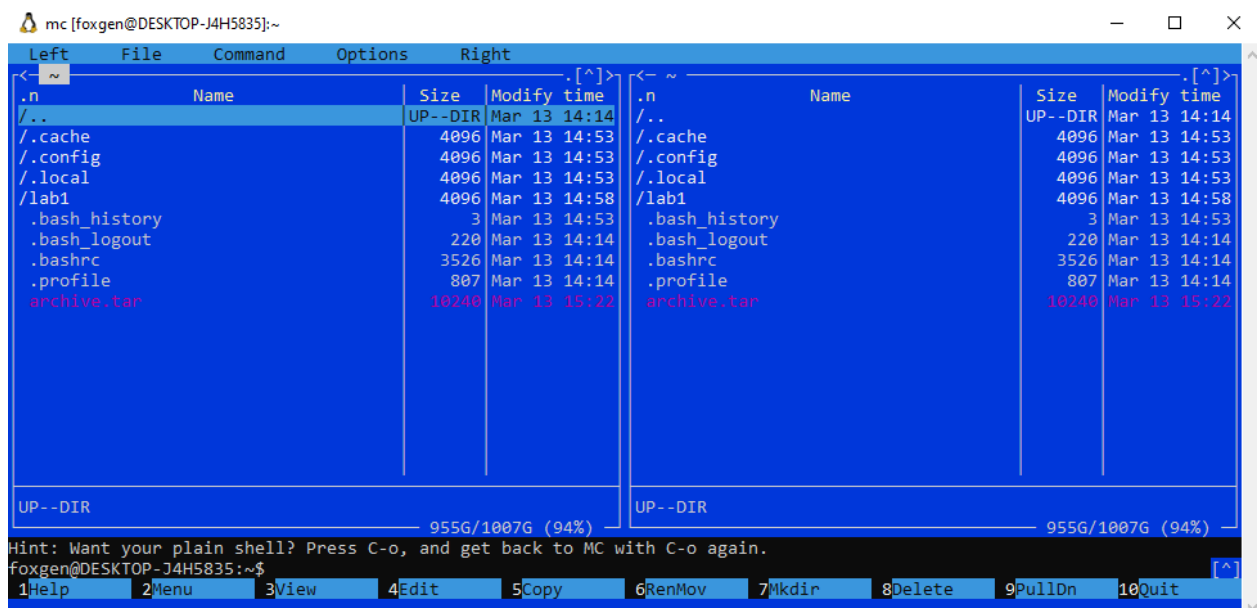 mc [foxgen@DESKTOP-J4H5835]:~
Left File Command Options Right
<- ~ .[^]> <- ~ .[^]>
.n Name Size Modify time .n Name Size Modify time
/.. UP--DIR Mar 13 14:14 /.. UP--DIR Mar 13 14:14
/.cache 4096 Mar 13 14:53 /.cache 4096 Mar 13 14:53
/.config 4096 Mar 13 14:53 /.config 4096 Mar 13 14:53
/.local 4096 Mar 13 14:53 /.local 4096 Mar 13 14:53
/lab1 4096 Mar 13 14:58 /lab1 4096 Mar 13 14:58
.bash_history 3 Mar 13 14:53 .bash_history 3 Mar 13 14:53
.bash_logout 220 Mar 13 14:14 .bash_logout 220 Mar 13 14:14
.bashrc 3526 Mar 13 14:14 .bashrc 3526 Mar 13 14:14
.profile 807 Mar 13 14:14 .profile 807 Mar 13 14:14
archive.tar 10240 Mar 13 15:22 archive.tar 10240 Mar 13 15:22
UP--DIR UP--DIR
955G/1007G (94%) 955G/1007G (94%)
Hint: Want your plain shell? Press C-o, and get back to MC with C-o again.
foxgen@DESKTOP-J4H5835:~$ [^]
1Help 2Menu 3View 4Edit 5Copy 6RenMov 7Mkdir 8Delete 9PullDn 10Quit